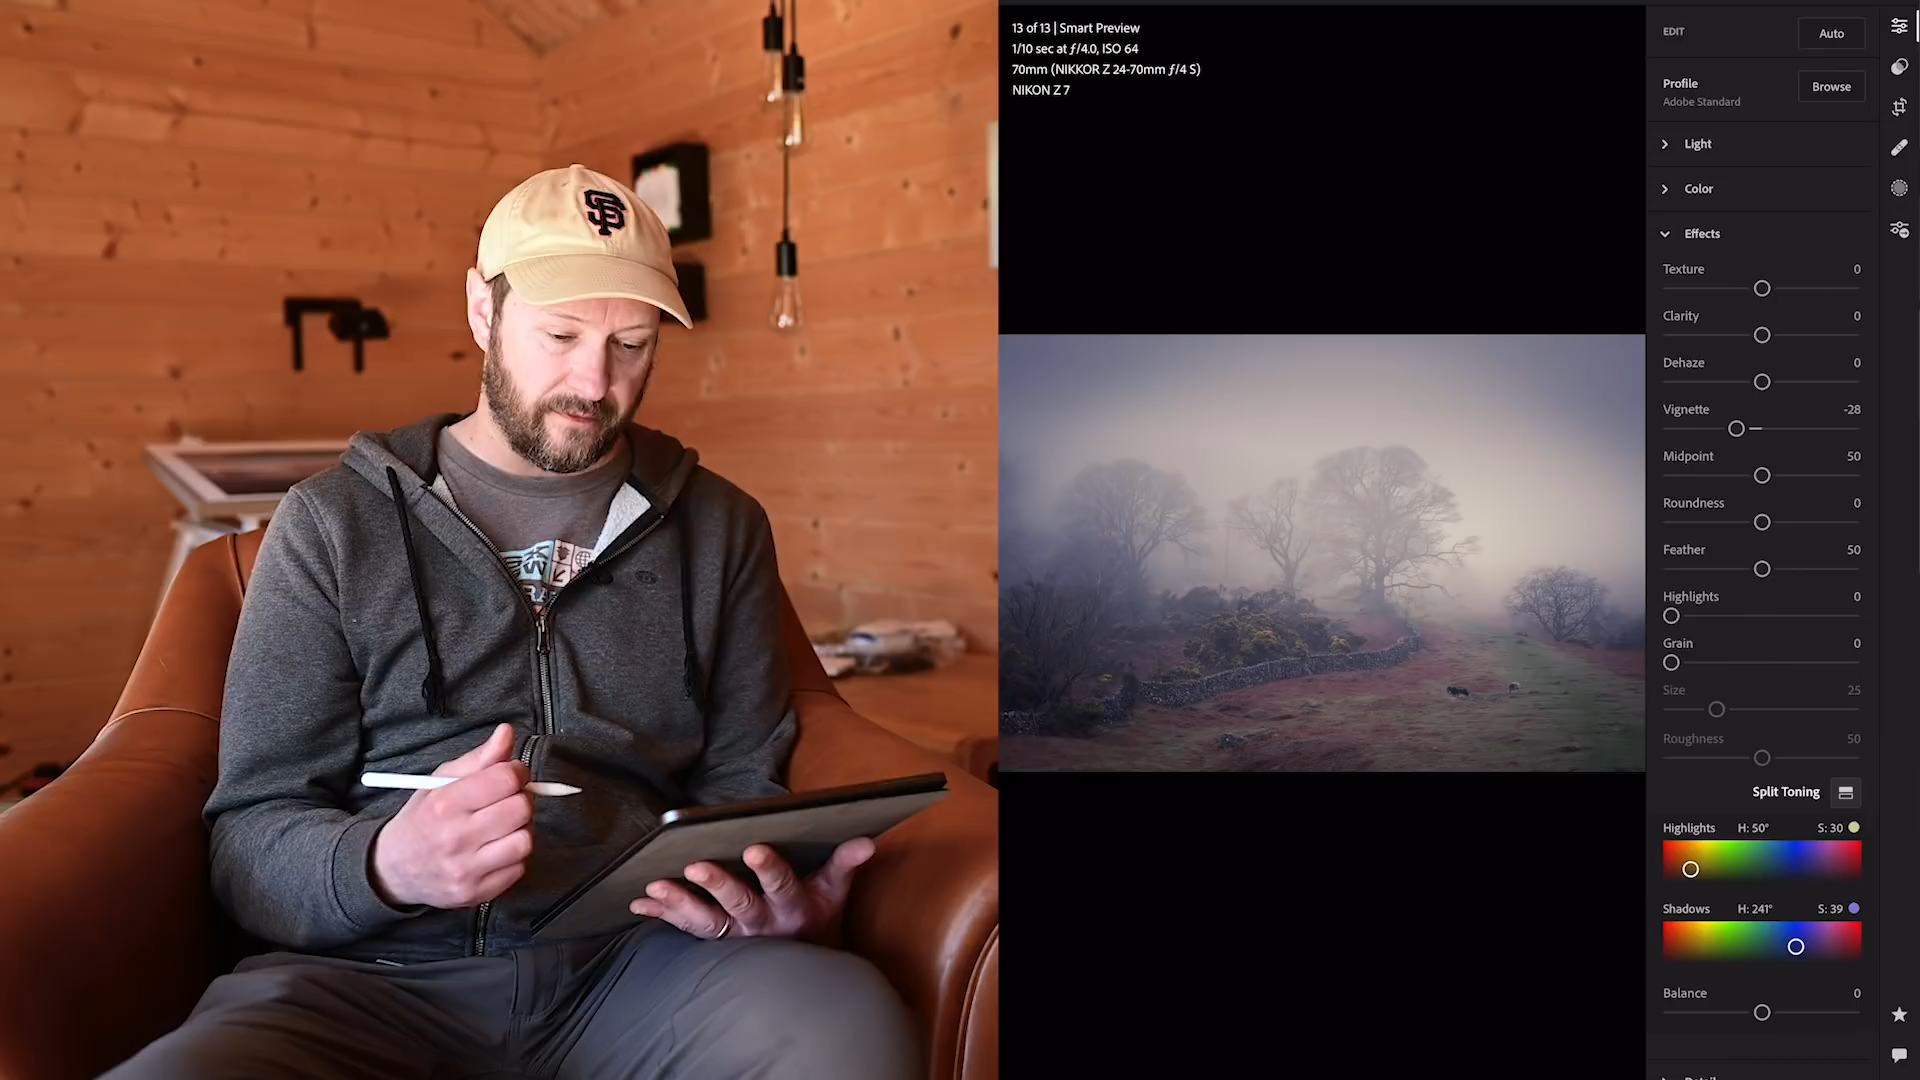 SF
RA
13 of 13 | Smart Preview
1/10 sec at ƒ/4.0, ISO 64
70mm (NIKKOR Z 24-70mm ƒ/4 S)
NIKON Z 7
EDIT
Auto
Profile
Adobe Standard
Browse
Light
Color
Effects
Texture 0
Clarity 0
Dehaze 0
Vignette -28
Midpoint 50
Roundness 0
Feather 50
Highlights 0
Grain 0
Size 25
Roughness 50
Split Toning
Highlights H: 50° S: 30
Shadows H: 241° S: 39
Balance 0